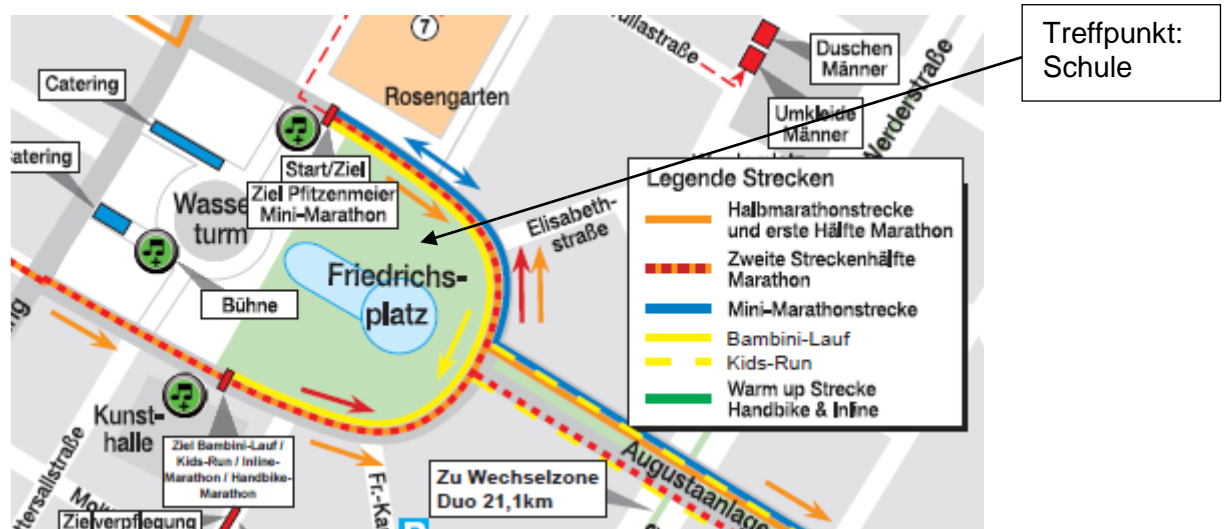 Treffpunkt:
Schule
7
Duschen
Männer
Umkleide
Männer
Werderstraße
Catering
Rosengarten
Start/Ziel
Ziel Pfitzenmeier
Mini-Marathon
Wasser
turm
Elisabeth-
straße
Friedrichs-
platz
Bühne
Kunst-
halle
Ziel Bambini-Lauf /
Kids-Run / Inline-
Marathon / Handbike-
Marathon
Zielverpflegung
Fr.-Ka
Zu Wechselzone
Duo 21,1km
Augustaanlage
Legende Strecken
Halbmarathonstrecke
und erste Hälfte Marathon
Zweite Streckenhälfte
Marathon
Mini-Marathonstrecke
Bambini-Lauf
Kids-Run
Warm up Strecke
Handbike & Inline